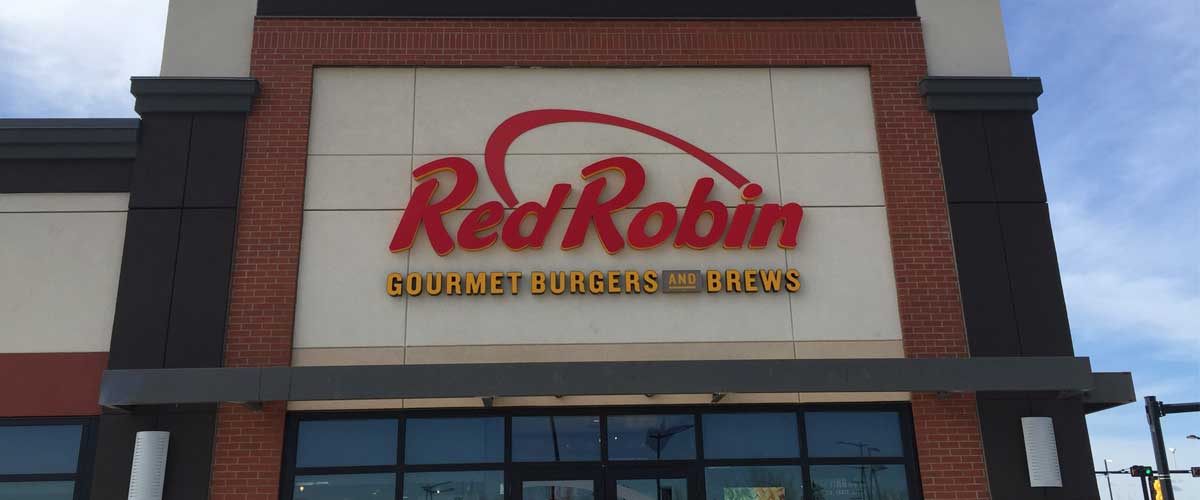 Red Robin
GOURMET BURGERS AND BREWS